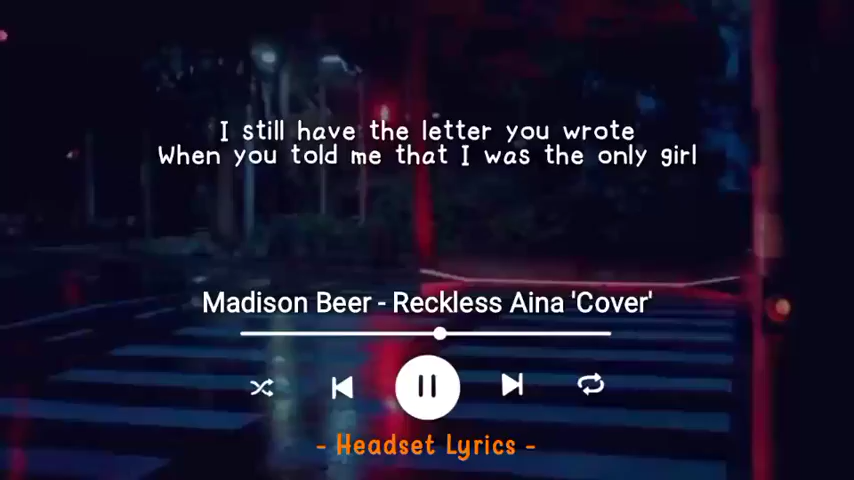 I still have the letter you wrote
When you told me that I was the only girl
Madison Beer - Reckless Aina 'Cover'
- Headset Lyrics -